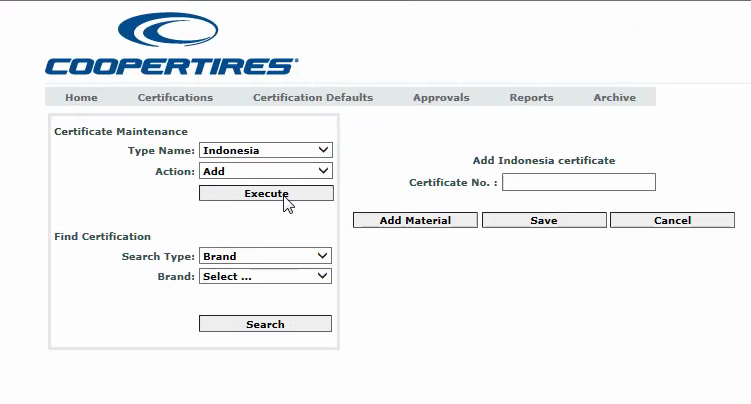 COOPERTIRES®
Home Certifications Certification Defaults Approvals Reports Archive
Certificate Maintenance
Type Name: Indonesia
Action: Add
Execute
Find Certification
Search Type: Brand
Brand: Select ...
Search
Add Indonesia certificate
Certificate No. :
Add Material Save Cancel